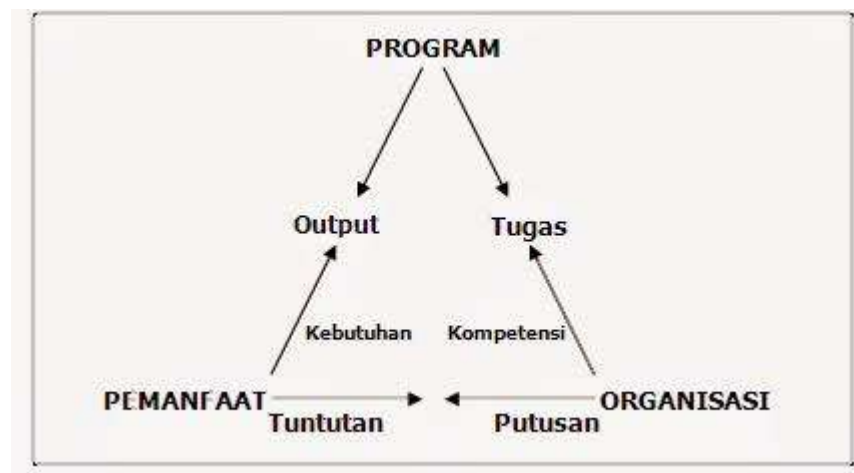 PROGRAM
Output Tugas
Kebutuhan Kompetensi
PEMANFAAT ORGANISASI
Tuntutan Putusan